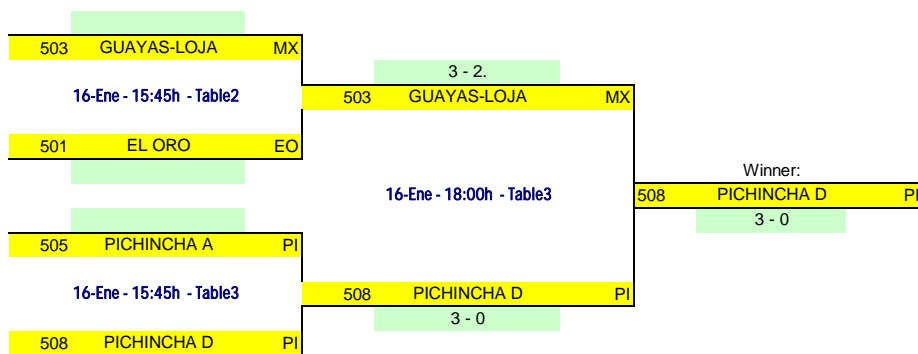 503 GUAYAS-LOJA MX
16-Ene - 15:45h - Table2
3 - 2.
503 GUAYAS-LOJA MX
501 EL ORO EO
16-Ene - 18:00h - Table3
Winner:
508 PICHINCHA D PI
3 - 0
505 PICHINCHA A PI
16-Ene - 15:45h - Table3
508 PICHINCHA D PI
3 - 0
508 PICHINCHA D PI